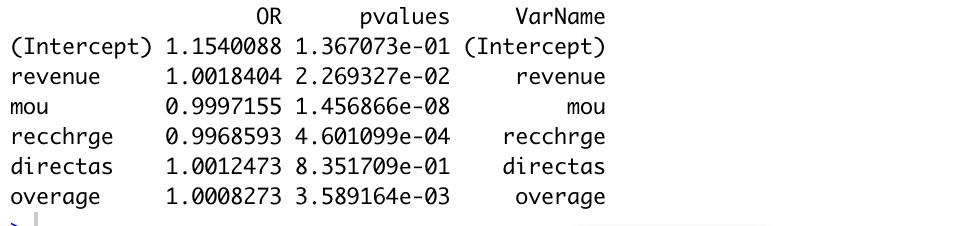 OR pvalues VarName
(Intercept) 1.1540088 1.367073e-01 (Intercept)
revenue 1.0018404 2.269327e-02 revenue
mou 0.9997155 1.456866e-08 mou
recchrge 0.9968593 4.601099e-04 recchrge
directas 1.0012473 8.351709e-01 directas
overage 1.0008273 3.589164e-03 overage